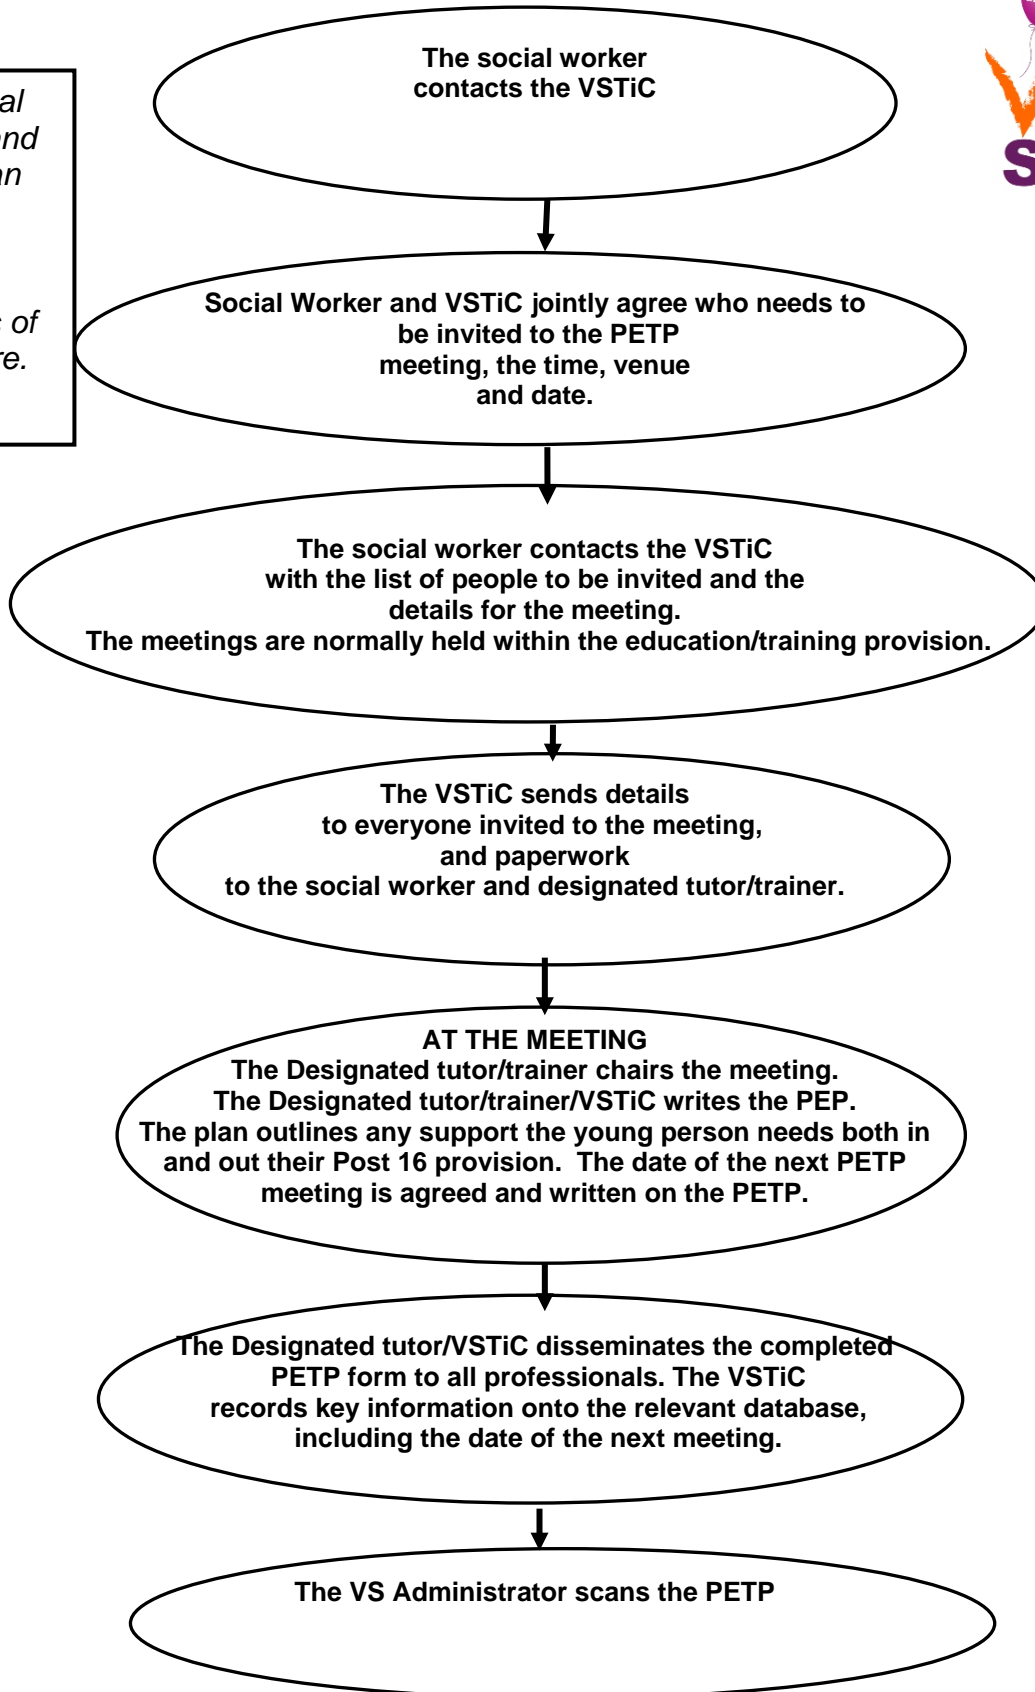 The social worker
contacts the VSTiC
al
and
an
of
re.
Social Worker and VSTiC jointly agree who needs to
be invited to the PETP
meeting, the time, venue
and date.
The social worker contacts the VSTiC
with the list of people to be invited and the
details for the meeting.
The meetings are normally held within the education/training provision.
The VSTiC sends details
to everyone invited to the meeting,
and paperwork
to the social worker and designated tutor/trainer.
AT THE MEETING
The Designated tutor/trainer chairs the meeting.
The Designated tutor/trainer/VSTiC writes the PEP.
The plan outlines any support the young person needs both in
and out their Post 16 provision.  The date of the next PETP
meeting is agreed and written on the PETP.
The Designated tutor/VSTiC disseminates the completed
PETP form to all professionals. The VSTiC
records key information onto the relevant database,
including the date of the next meeting.
The VS Administrator scans the PETP